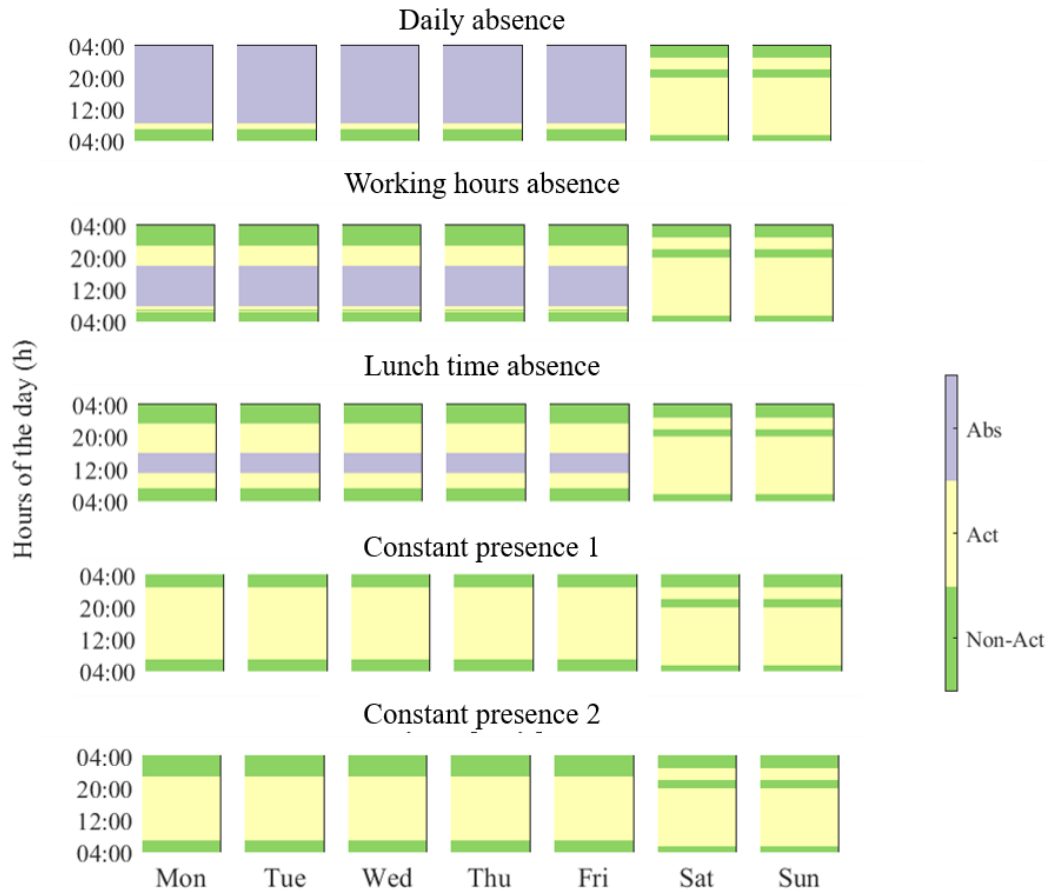 Daily absence
04:00
20:00
12:00
04:00
Working hours absence
04:00
20:00
12:00
04:00
Lunch time absence
04:00
20:00
12:00
04:00
Constant presence 1
04:00
20:00
12:00
04:00
Constant presence 2
04:00
20:00
12:00
04:00
Mon Tue Wed Thu Fri Sat Sun
Hours of the day (h)
Abs
Act
Non-Act